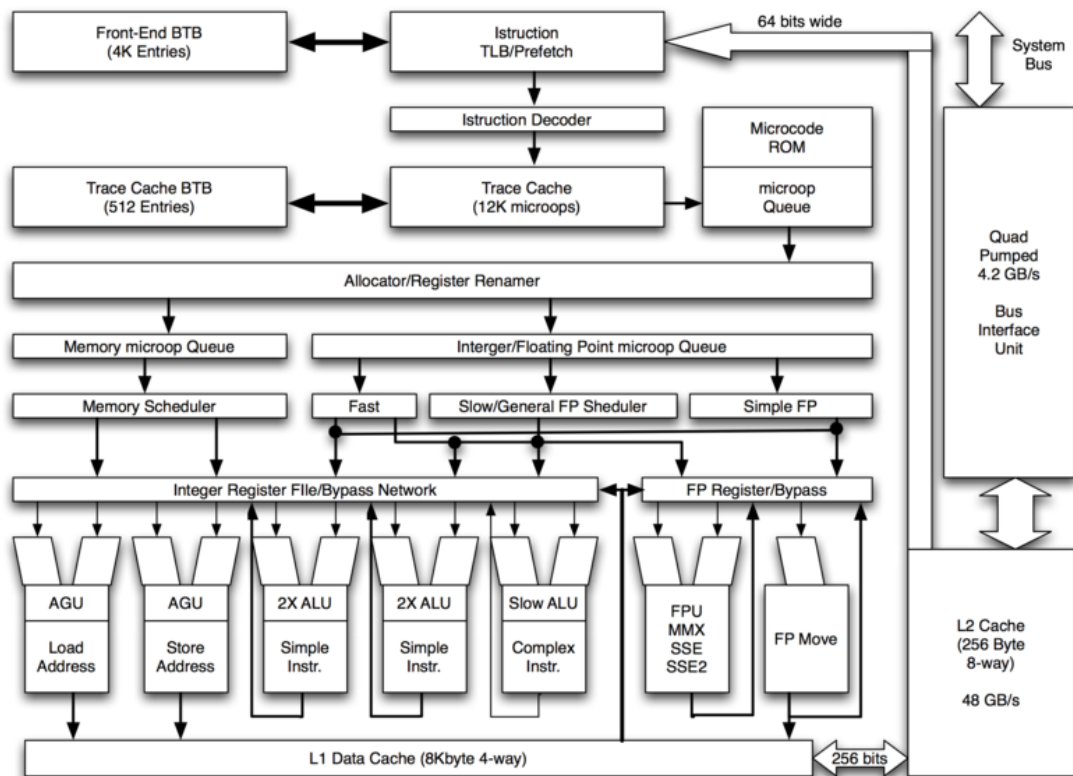 Front-End BTB
(4K Entries)
Istruction
TLB/Prefetch
64 bits wide
System
Bus
Istruction Decoder
Microcode
ROM
Trace Cache BTB
(512 Entries)
Trace Cache
(12K microops)
microop
Queue
Quad
Pumped
4.2 GB/s
Bus
Interface
Unit
Allocator/Register Renamer
Memory microop Queue
Interger/Floating Point microop Queue
Memory Scheduler
Fast
Slow/General FP Sheduler
Simple FP
Integer Register FIle/Bypass Network
FP Register/Bypass
AGU
Load
Address
AGU
Store
Address
2X ALU
Simple
Instr.
2X ALU
Simple
Instr.
Slow ALU
Complex
Instr.
FPU
MMX
SSE
SSE2
FP Move
L2 Cache
(256 Byte
8-way)
48 GB/s
L1 Data Cache (8Kbyte 4-way)
256 bits